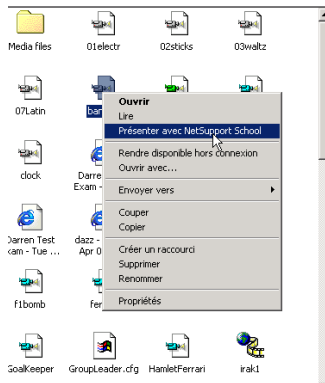 Media files
01electr
02sticks
03waltz
07Latin
Ouvrir
Lire
Présenter avec NetSupport School
Rendre disponible hors connexion
Ouvrir avec...
Envoyer vers
Couper
Copier
Créer un raccourci
Supprimer
Renommer
Propriétés
clock
Darre
Exam -
Darren Test
xam - Tue ...
dazz -
Apr 0
f1bomb
fer
GoalKeeper
GroupLeader.cfg
HamletFerrari
irak1